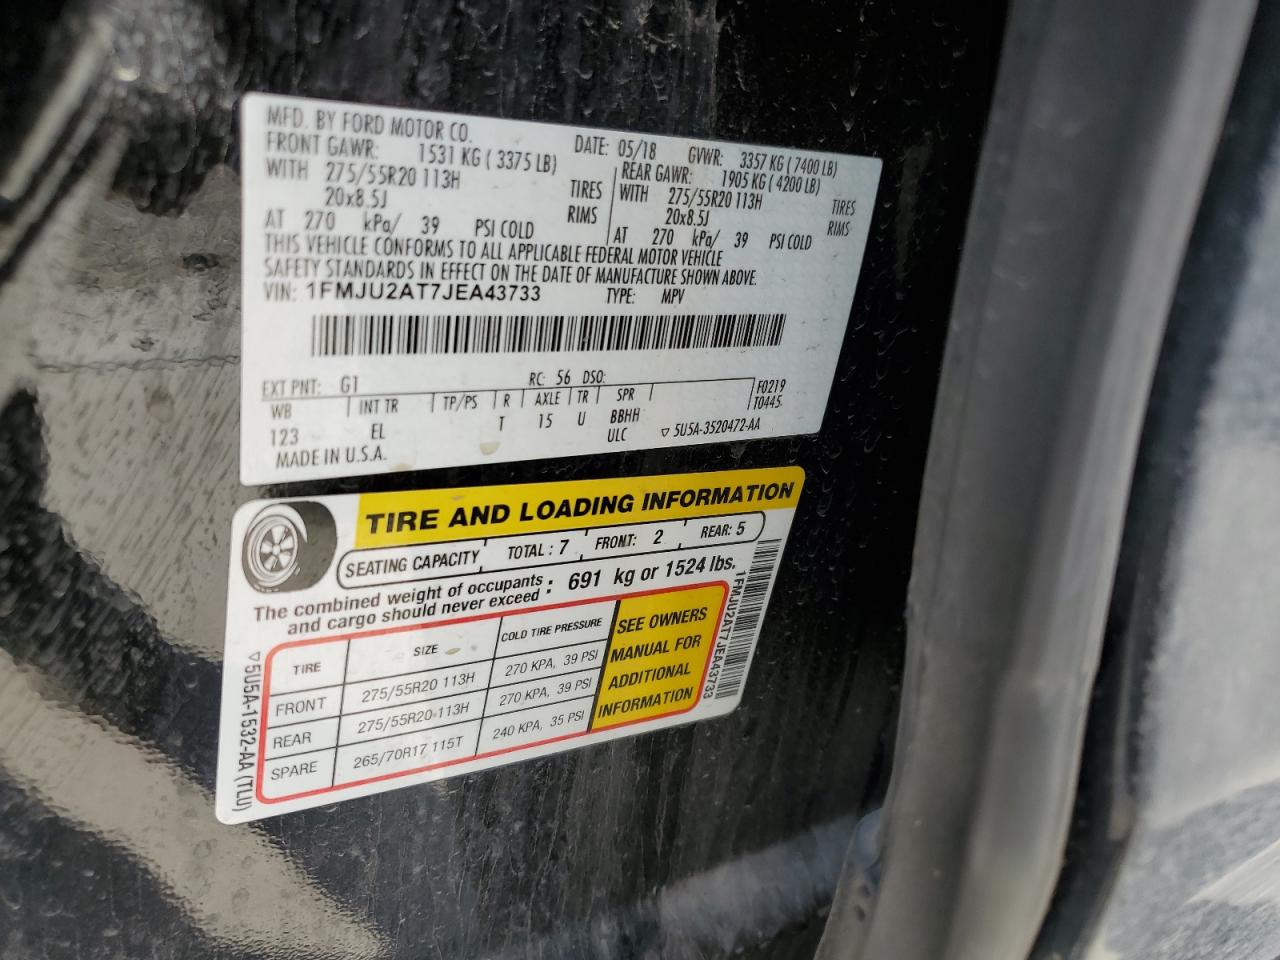 MFD. BY FORD MOTOR CO.
DATE: 05/18 GVWR: 3357 KG (7400 LB)
FRONT GAWR: 1531 KG (3375 LB) REAR GAWR: 1905 KG (4200 LB)
WITH 275/55R20 113H TIRES WITH 275/55R20 113H TIRES
20x8.5J RIMS 20x8.5J RIMS
AT 270 kPa/ 39 PSI COLD AT 270 kPa/ 39 PSI COLD
THIS VEHICLE CONFORMS TO ALL APPLICABLE FEDERAL MOTOR VEHICLE
SAFETY STANDARDS IN EFFECT ON THE DATE OF MANUFACTURE SHOWN ABOVE.
VIN: 1FMJU2AT7JEA43733 TYPE: MPV
EXT PNT: G1 RC: 56 DSO: F0219
WB INT TR TP/PS R AXLE TR SPR T0445
123 EL T 15 U BBHH
ULC ▽ 5U5A-3520472-AA
MADE IN U.S.A.
TIRE AND LOADING INFORMATION
SEATING CAPACITY TOTAL: 7 FRONT: 2 REAR: 5
The combined weight of occupants
and cargo should never exceed : 691 kg or 1524 lbs.
TIRE SIZE COLD TIRE PRESSURE
FRONT 275/55R20 113H 270 KPA, 39 PSI
REAR 275/55R20 113H 270 KPA, 39 PSI
SPARE 265/70R17 115T 240 KPA, 35 PSI
SEE OWNERS
MANUAL FOR
ADDITIONAL
INFORMATION
1FMJU2AT7JEA43733
▽5U5A-1532-AA (TLU)